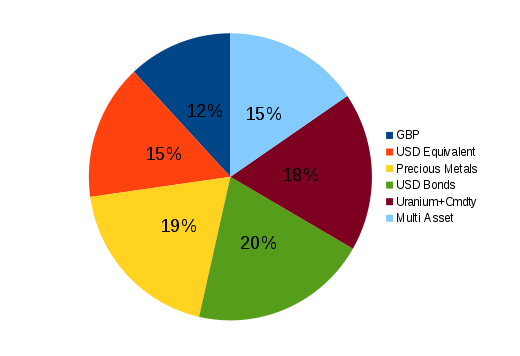 12%
15%
15%
18%
19%
20%
GBP
USD Equivalent
Precious Metals
USD Bonds
Uranium+Cmdty
Multi Asset